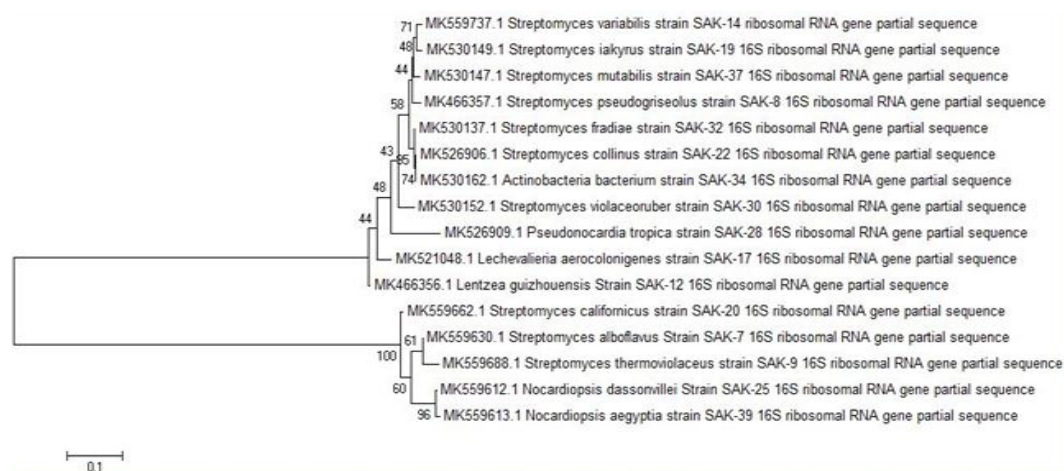 71 MK559737.1 Streptomyces variabilis strain SAK-14 ribosomal RNA gene partial sequence
48 MK530149.1 Streptomyces iakyrus strain SAK-19 16S ribosomal RNA gene partial sequence
44 MK530147.1 Streptomyces mutabilis strain SAK-37 16S ribosomal RNA gene partial sequence
58 MK466357.1 Streptomyces pseudogriseolus strain SAK-8 16S ribosomal RNA gene partial sequence
MK530137.1 Streptomyces fradiae strain SAK-32 16S ribosomal RNA gene partial sequence
43 95 MK526906.1 Streptomyces collinus strain SAK-22 16S ribosomal RNA gene partial sequence
74 MK530162.1 Actinobacteria bacterium strain SAK-34 16S ribosomal RNA gene partial sequence
48 MK530152.1 Streptomyces violaceoruber strain SAK-30 16S ribosomal RNA gene partial sequence
44 MK526909.1 Pseudonocardia tropica strain SAK-28 16S ribosomal RNA gene partial sequence
MK521048.1 Lechevalieria aerocolonigenes strain SAK-17 16S ribosomal RNA gene partial sequence
MK466356.1 Lentzea guizhouensis Strain SAK-12 16S ribosomal RNA gene partial sequence
MK559662.1 Streptomyces californicus strain SAK-20 16S ribosomal RNA gene partial sequence
61 MK559630.1 Streptomyces alboflavus Strain SAK-7 16S ribosomal RNA gene partial sequence
100 MK559688.1 Streptomyces thermoviolaceus strain SAK-9 16S ribosomal RNA gene partial sequence
60 MK559612.1 Nocardiopsis dassonvillei Strain SAK-25 16S ribosomal RNA gene partial sequence
96 MK559613.1 Nocardiopsis aegyptia strain SAK-39 16S ribosomal RNA gene partial sequence
0.1